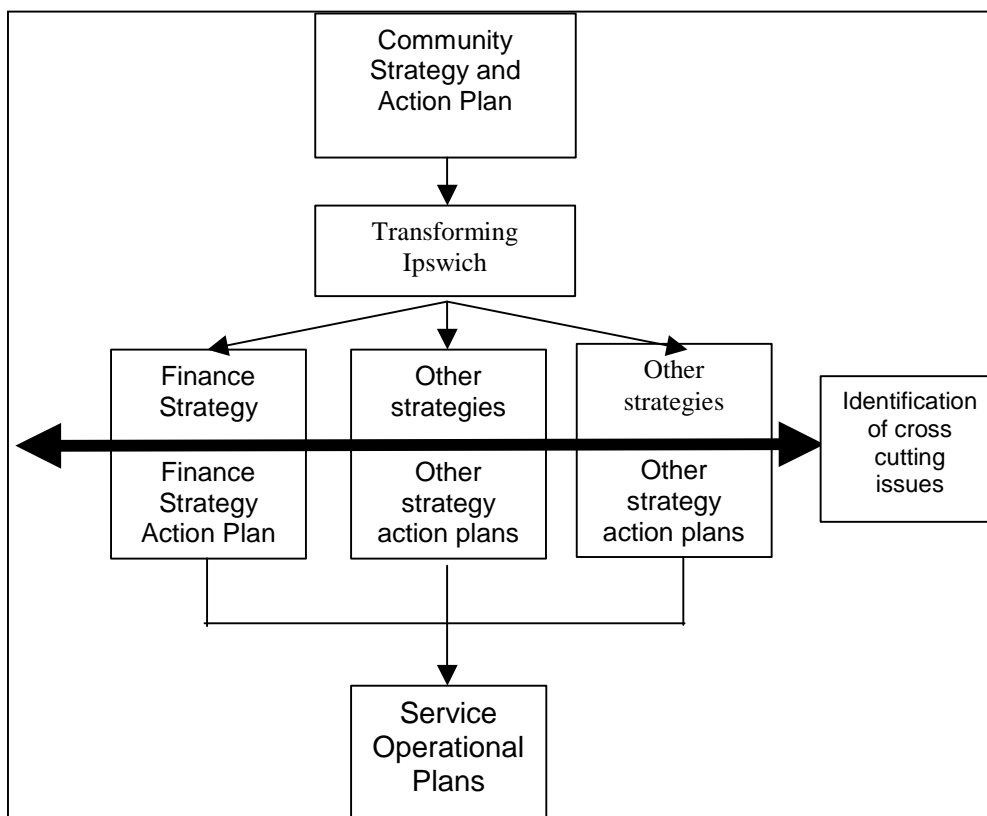 Community
Strategy and
Action Plan
Transforming
Ipswich
Finance
Strategy
Other
strategies
Other
strategies
Identification
of cross
cutting
issues
Finance
Strategy
Action Plan
Other
strategy
action plans
Other
strategy
action plans
Service
Operational
Plans